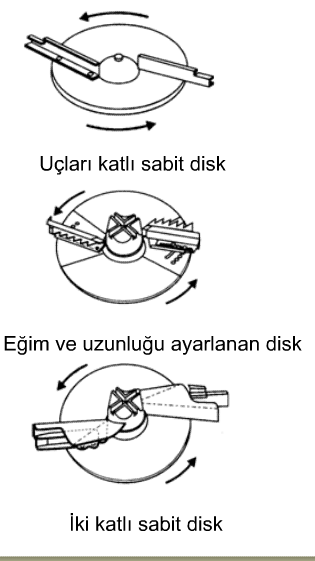 Uçları katlı sabit disk
Eğim ve uzunluğu ayarlanan disk
İki katlı sabit disk